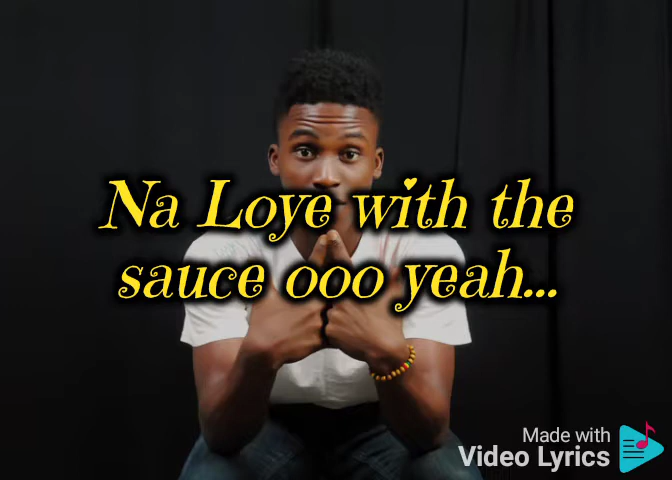 Na Loye with the
sauce ooo yeah...
Made with
Video Lyrics